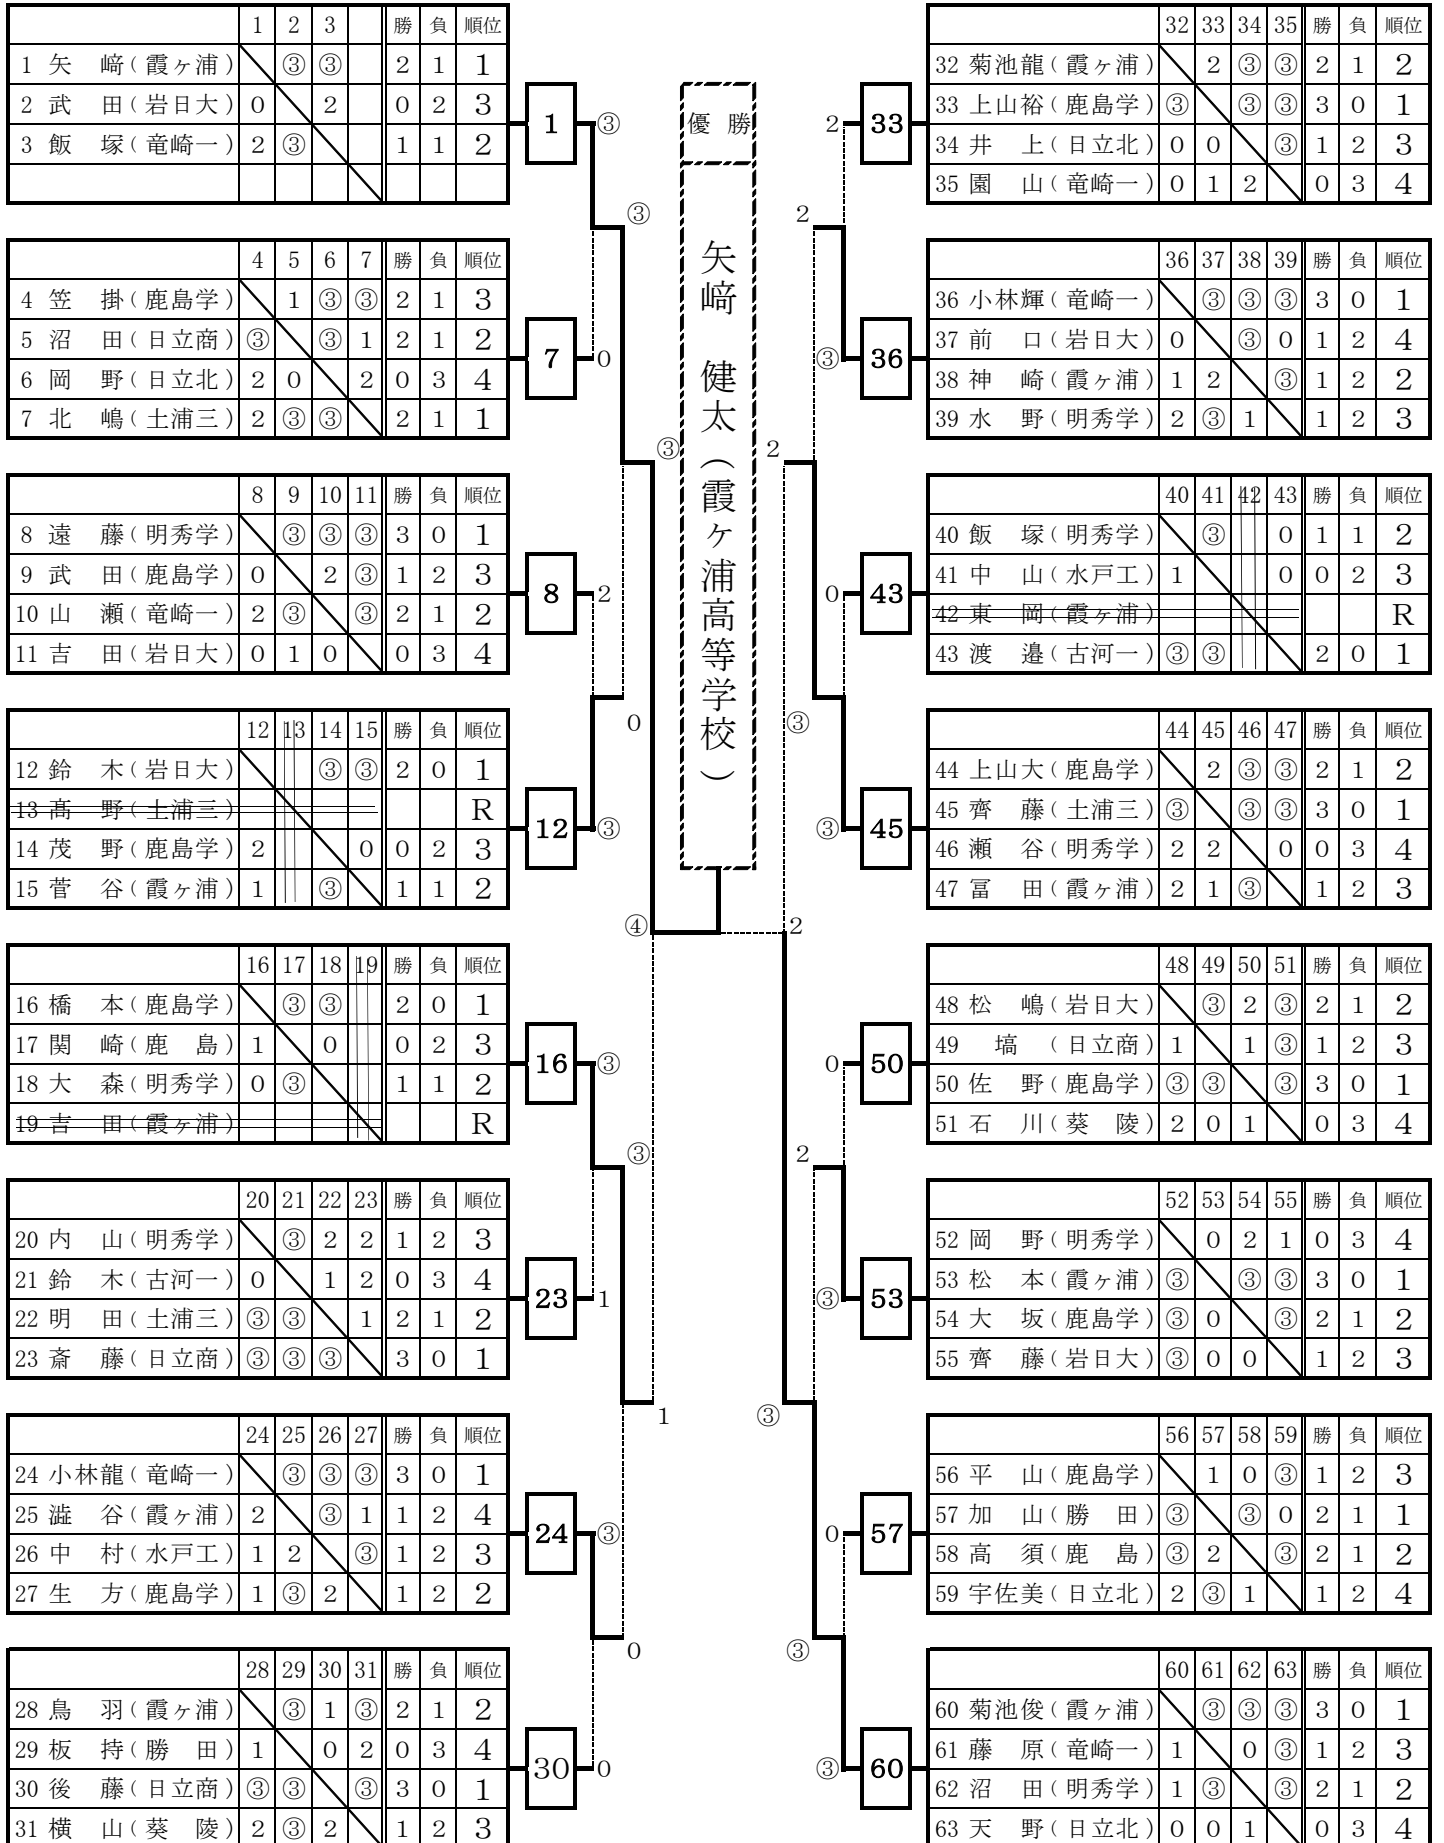 1 2 3 勝 負 順位
1 矢 﨑(霞ヶ浦) ③ ③ 2 1 1
2 武 田(岩日大) 0 2 0 2 3
3 飯 塚(竜崎一) 2 ③ 1 1 2
4 5 6 7 勝 負 順位
4 笠 掛(鹿島学) 1 ③ ③ 2 1 3
5 沼 田(日立商) ③ ③ 1 2 1 2
6 岡 野(日立北) 2 0 2 0 3 4
7 北 嶋(土浦三) 2 ③ ③ 2 1 1
8 9 10 11 勝 負 順位
8 遠 藤(明秀学) ③ ③ ③ 3 0 1
9 武 田(鹿島学) 0 2 ③ 1 2 3
10 山 瀬(竜崎一) 2 ③ ③ 2 1 2
11 吉 田(岩日大) 0 1 0 0 3 4
12 13 14 15 勝 負 順位
12 鈴 木(岩日大) ③ ③ 2 0 1
13 髙 野(土浦三) R
14 茂 野(鹿島学) 2 0 0 2 3
15 菅 谷(霞ヶ浦) 1 ③ 1 1 2
16 17 18 19 勝 負 順位
16 橋 本(鹿島学) ③ ③ 2 0 1
17 関 崎(鹿 島) 1 0 0 2 3
18 大 森(明秀学) 0 ③ 1 1 2
19 吉 田(霞ヶ浦) R
20 21 22 23 勝 負 順位
20 内 山(明秀学) ③ 2 2 1 2 3
21 鈴 木(古河一) 0 1 2 0 3 4
22 明 田(土浦三) ③ ③ 1 2 1 2
23 斎 藤(日立商) ③ ③ ③ 3 0 1
24 25 26 27 勝 負 順位
24 小林龍(竜崎一) ③ ③ ③ 3 0 1
25 澁 谷(霞ヶ浦) 2 ③ 1 1 2 4
26 中 村(水戸工) 1 2 ③ 1 2 3
27 生 方(鹿島学) 1 ③ 2 1 2 2
28 29 30 31 勝 負 順位
28 鳥 羽(霞ヶ浦) ③ 1 ③ 2 1 2
29 板 持(勝 田) 1 0 2 0 3 4
30 後 藤(日立商) ③ ③ ③ 3 0 1
31 横 山(葵 陵) 2 ③ 2 1 2 3
1 ③
③
7 0
③
8 2
0
12 ③
④
16 ③
③
23 1
1
24 ③
0
30 0
優 勝
矢﨑 健太(霞ヶ浦高等学校)
2 33
2
③ 36
2
0 43
③
③ 45
2
0 50
2
③ 53
③
0 57
③
③ 60
32 33 34 35 勝 負 順位
32 菊池龍(霞ヶ浦) 2 ③ ③ 2 1 2
33 上山裕(鹿島学) ③ ③ ③ 3 0 1
34 井 上(日立北) 0 0 ③ 1 2 3
35 園 山(竜崎一) 0 1 2 0 3 4
36 37 38 39 勝 負 順位
36 小林輝(竜崎一) ③ ③ ③ 3 0 1
37 前 口(岩日大) 0 ③ 0 1 2 4
38 神 崎(霞ヶ浦) 1 2 ③ 1 2 2
39 水 野(明秀学) 2 ③ 1 1 2 3
40 41 42 43 勝 負 順位
40 飯 塚(明秀学) ③ 0 1 1 2
41 中 山(水戸工) 1 0 0 2 3
42 東 岡(霞ヶ浦) R
43 渡 邉(古河一) ③ ③ 2 0 1
44 45 46 47 勝 負 順位
44 上山大(鹿島学) 2 ③ ③ 2 1 2
45 齊 藤(土浦三) ③ ③ ③ 3 0 1
46 瀬 谷(明秀学) 2 2 0 0 3 4
47 冨 田(霞ヶ浦) 2 1 ③ 1 2 3
48 49 50 51 勝 負 順位
48 松 嶋(岩日大) ③ 2 ③ 2 1 2
49 塙 (日立商) 1 1 ③ 1 2 3
50 佐 野(鹿島学) ③ ③ ③ 3 0 1
51 石 川(葵 陵) 2 0 1 0 3 4
52 53 54 55 勝 負 順位
52 岡 野(明秀学) 0 2 1 0 3 4
53 松 本(霞ヶ浦) ③ ③ ③ 3 0 1
54 大 坂(鹿島学) ③ 0 ③ 2 1 2
55 齊 藤(岩日大) ③ 0 0 1 2 3
56 57 58 59 勝 負 順位
56 平 山(鹿島学) 1 0 ③ 1 2 3
57 加 山(勝 田) ③ ③ 0 2 1 1
58 高 須(鹿 島) ③ 2 ③ 2 1 2
59 宇佐美(日立北) 2 ③ 1 1 2 4
60 61 62 63 勝 負 順位
60 菊池俊(霞ヶ浦) ③ ③ ③ 3 0 1
61 藤 原(竜崎一) 1 0 ③ 1 2 3
62 沼 田(明秀学) 1 ③ ③ 2 1 2
63 天 野(日立北) 0 0 1 0 3 4